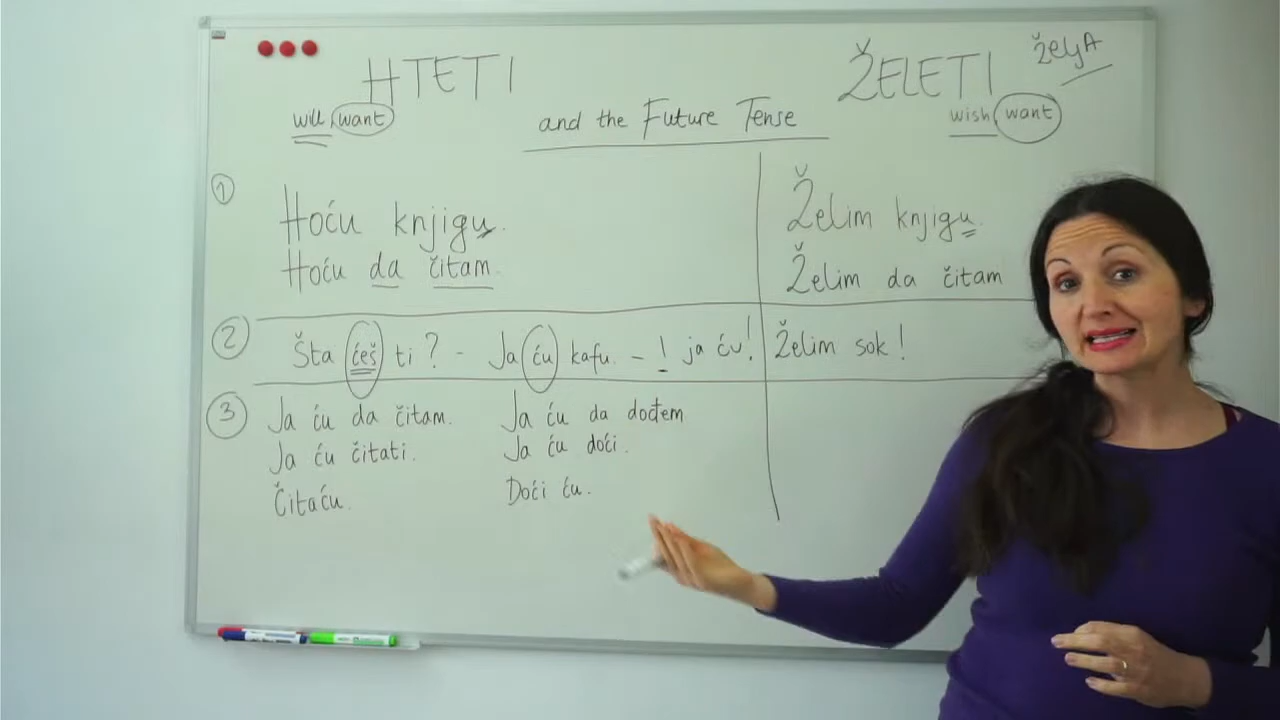 HTETI
ŽELETI
ŽeljA
will, want
and the Future Tense
wish, want
1
Hoću knjigu.
Želim knjigu.
Hoću da čitam.
Želim da čitam
2
Šta ćeš ti? - Ja ću kafu. - ! ja ću!
Želim sok!
3
Ja ću da čitam.
Ja ću da dođem
Ja ću čitati.
Ja ću doći.
Čitaću.
Doći ću.